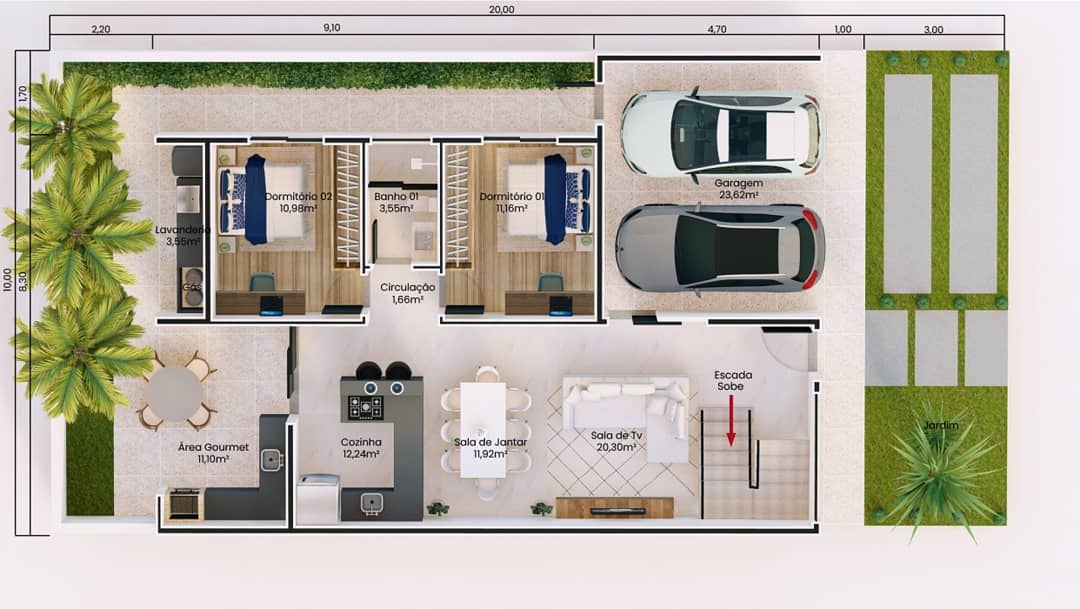 20,00
2,20
9,10
4,70
1,00
3,00
1,70
10,00
8,30
Dormitório 02
10,98m²
Banho 01
3,55m²
Dormitório 01
11,16m²
Garagem
23,62m²
Lavanderia
3,55m²
Gás
Circulação
1,66m²
Escada
Sobe
Jardim
Área Gourmet
11,10m²
Cozinha
12,24m²
Sala de Jantar
11,92m²
Sala de Tv
20,30m²